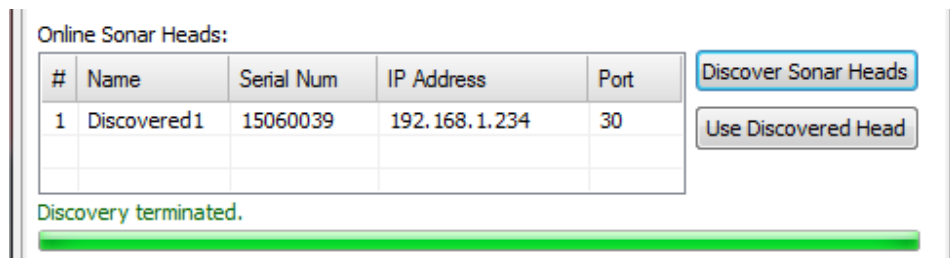 Online Sonar Heads:
# Name Serial Num IP Address Port
1 Discovered1 15060039 192.168.1.234 30
Discover Sonar Heads
Use Discovered Head
Discovery terminated.